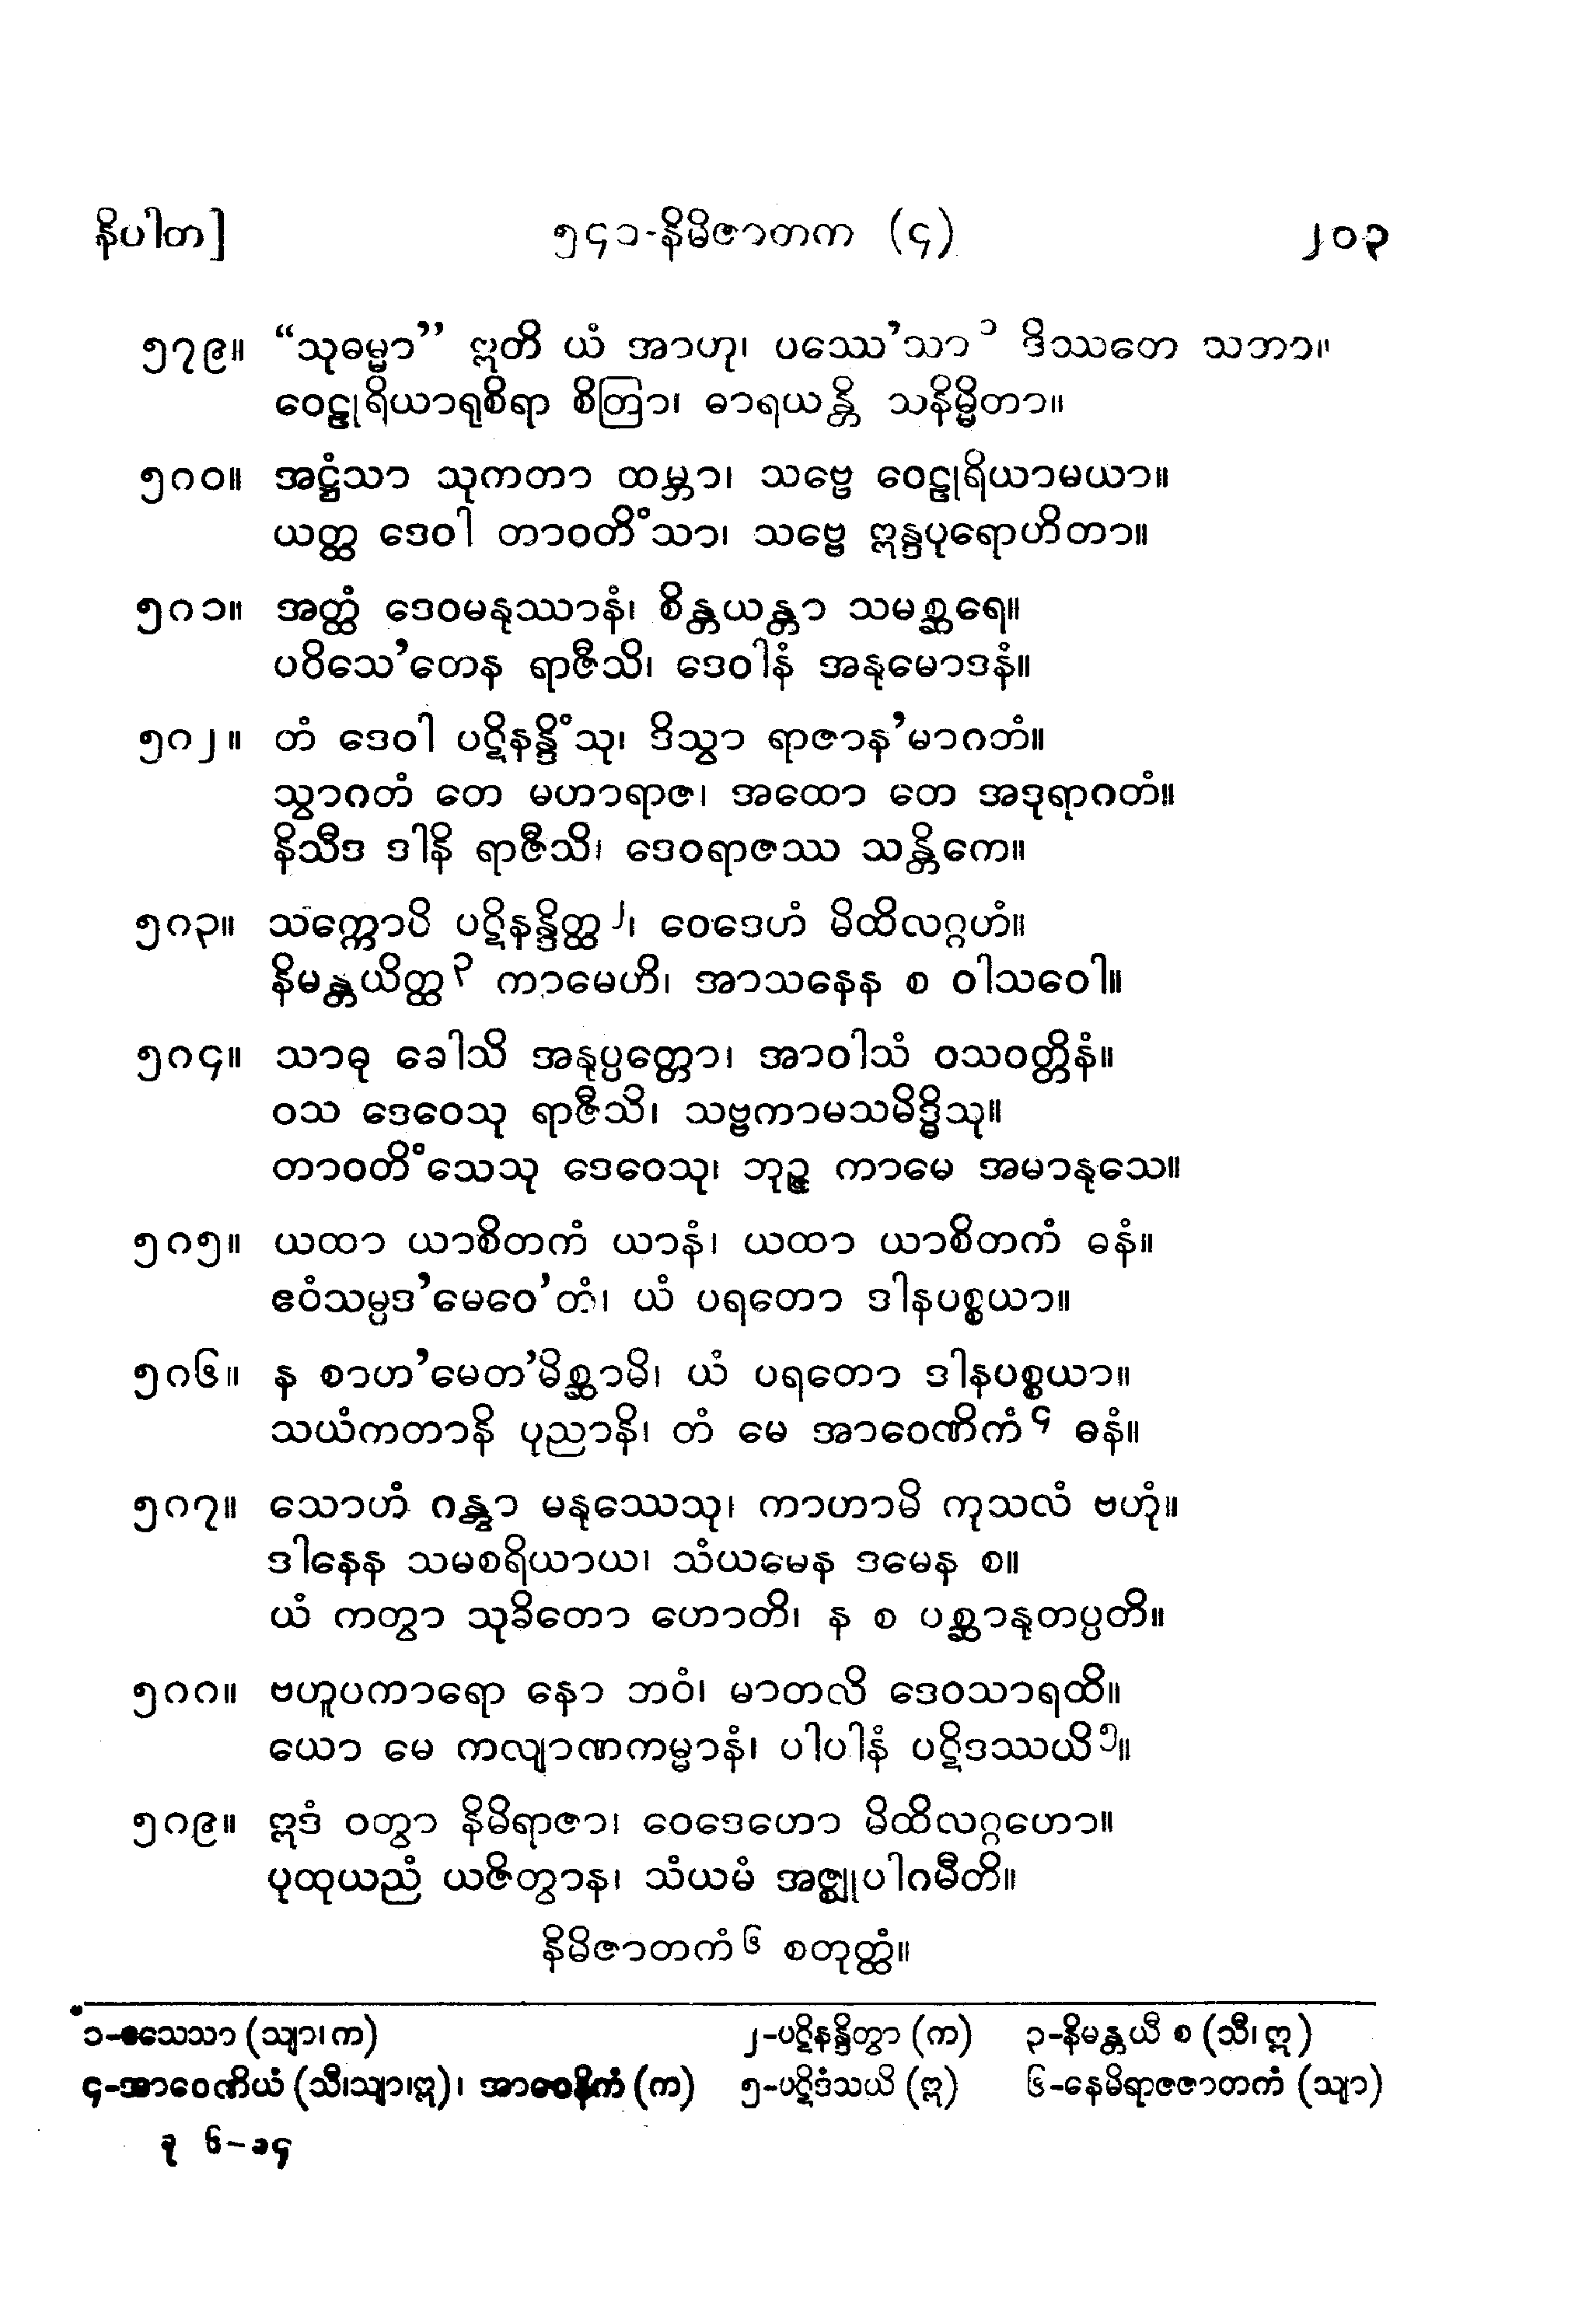 နိပါတ]	၅၄၁-နိမိဇာတက (၄)	၂၀၃
၅၇၉။ “သုဓမ္မာ” ဣတိ ယံ အာဟု၊ ပဿေ’သာ ၁ ဒိဿတေ သဘာ။
ဝေဠုရိယာရုစိရာ စိတြာ၊ ဓာရယန္တိ သနိမ္မိတာ။
၅၈၀။ အဋ္ဌံသာ သုကတာ ထမ္ဘာ၊ သဗ္ဗေ ဝေဠုရိယာမယာ။
ယတ္ထ ဒေဝါ တာဝတိံသာ၊ သဗ္ဗေ ဣန္ဒပုရောဟိတာ။
၅၈၁။ အတ္ထံ ဒေဝမနုဿာနံ၊ စိန္တယန္တာ သမစ္ဆရေ။
ပဝိသေ’တေန ရာဇီသိ၊ ဒေဝါနံ အနုမောဒနံ။
၅၈၂။ တံ ဒေဝါ ပဋိနန္ဒိံသု၊ ဒိသွာ ရာဇာန’မာဂတံ။
သွာဂတံ တေ မဟာရာဇ၊ အထော တေ အဒုရာဂတံ။
နိသီဒ ဒါနိ ရာဇီသိ၊ ဒေဝရာဇဿ သန္တိကေ။
၅၈၃။ သက္ကောပိ ပဋိနန္ဒိတ္ထ ၂၊ ဝေဒေဟံ မိထိလဂ္ဂဟံ။
နိမန္တယိတ္ထ ၃ ကာမေဟိ၊ အာသနေန စ ဝါသဝေါ။
၅၈၄။ သာဓု ခေါသိ အနုပ္ပတ္တော၊ အာဝါသံ ဝသဝတ္တိနံ။
ဝသ ဒေဝေသု ရာဇီသိ၊ သဗ္ဗကာမသမိဒ္ဓိသု။
တာဝတိံသေသု ဒေဝေသု၊ ဘုဉ္ဇ ကာမေ အမာနုသေ။
၅၈၅။ ယထာ ယာစိတကံ ယာနံ၊ ယထာ ယာစိတကံ ဓနံ။
ဧဝံသမ္ပဒ’မေဝေ’တံ၊ ယံ ပရတော ဒါနပစ္စယာ။
၅၈၆။ န စာဟ’မေတ’မိစ္ဆာမိ၊ ယံ ပရတော ဒါနပစ္စယာ။
သယံကတာနိ ပုညာနိ၊ တံ မေ အာဝေဏိကံ ၄ ဓနံ။
၅၈၇။ သောဟံ ဂန္တွာ မနုဿေသု၊ ကာဟာမိ ကုသလံ ဗဟုံ။
ဒါနေန သမစရိယာယ၊ သံယမေန ဒမေန စ။
ယံ ကတွာ သုခိတော ဟောတိ၊ န စ ပစ္ဆာနုတပ္ပတိ။
၅၈၈။ ဗဟူပကာရော နော ဘဝံ၊ မာတလိ ဒေဝသာရထိ။
ယော မေ ကလျာဏကမ္မာနံ၊ ပါပါနံ ပဋိဒဿယိ ၅။
၅၈၉။ ဣဒံ ဝတွာ နိမိရာဇာ၊ ဝေဒေဟော မိထိလဂ္ဂဟော။
ပုထုယညံ ယဇိတွာန၊ သံယမံ အဇ္ဈုပါဂမီတိ။
နိမိဇာတကံ ၆ စတုတ္ထံ။
၁-ဧသေသာ (သျာ၊ က)	၂-ပဋိနန္ဒိတွာ (က)	၃-နိမန္တယီ စ (သီ၊ ဣ)
၄-အာဝေဏိယံ (သီ၊သျာ၊ဣ)၊ အာဝေနိကံ (က)	၅-ပဋိဒံသယိ (ဣ)	၆-နေမိရာဇဇာတကံ (သျာ)
ခု ၆-၁၄